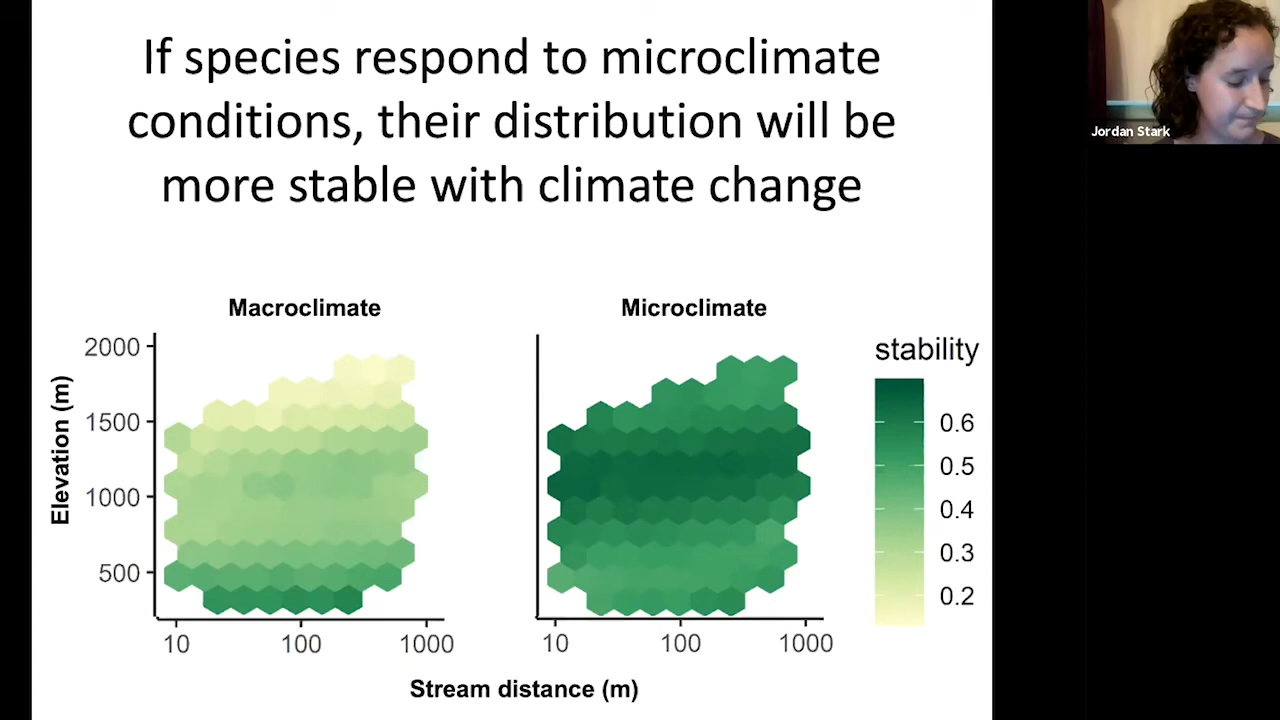 If species respond to microclimate
conditions, their distribution will be
more stable with climate change
Jordan Stark
Macroclimate
Microclimate
stability
Elevation (m)
2000
1500
1000
500
0.6
0.5
0.4
0.3
0.2
10
100
1000
10
100
1000
Stream distance (m)